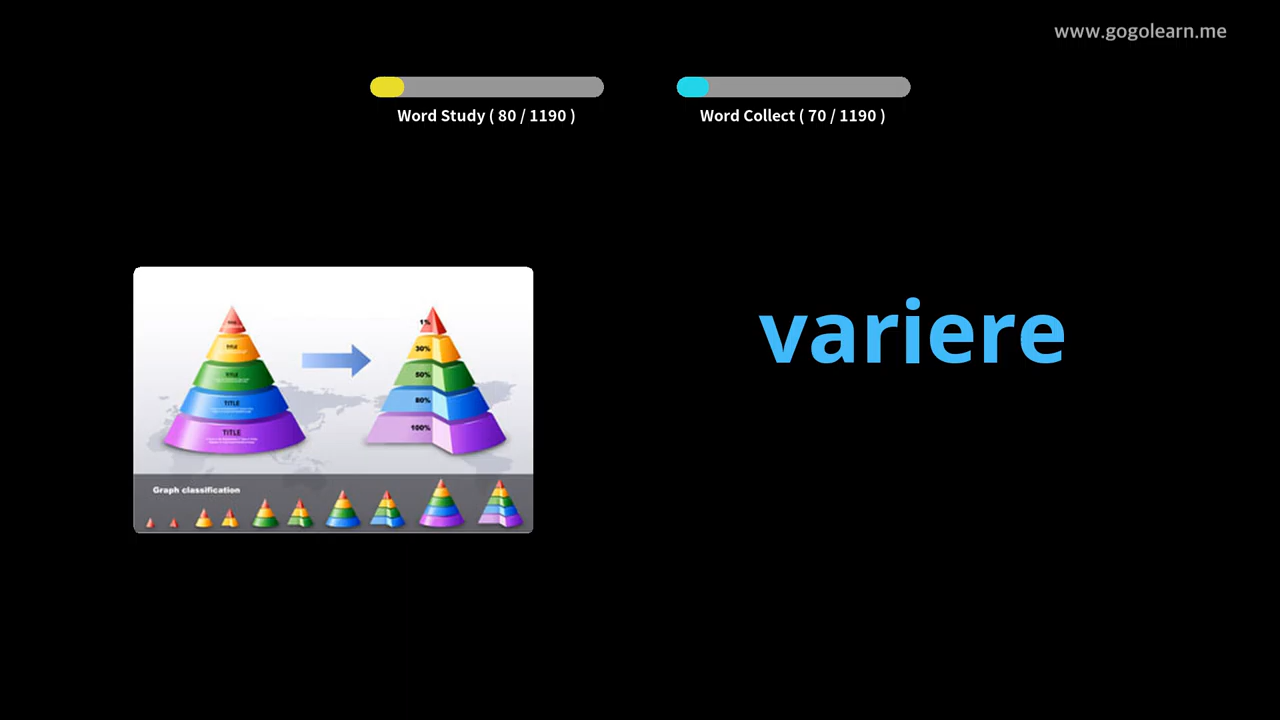 www.gogolearn.me
Word Study ( 80 / 1190 )
Word Collect ( 70 / 1190 )
variere
TITLE
TITLE
TITLE
TITLE
1%
30%
50%
80%
100%
Graph classification